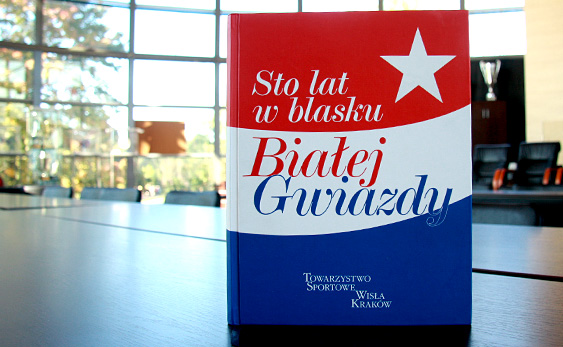 Sto lat
w blasku
Białej
Gwiazdy
Towarzystwo
Sportowe
Wisła
Kraków